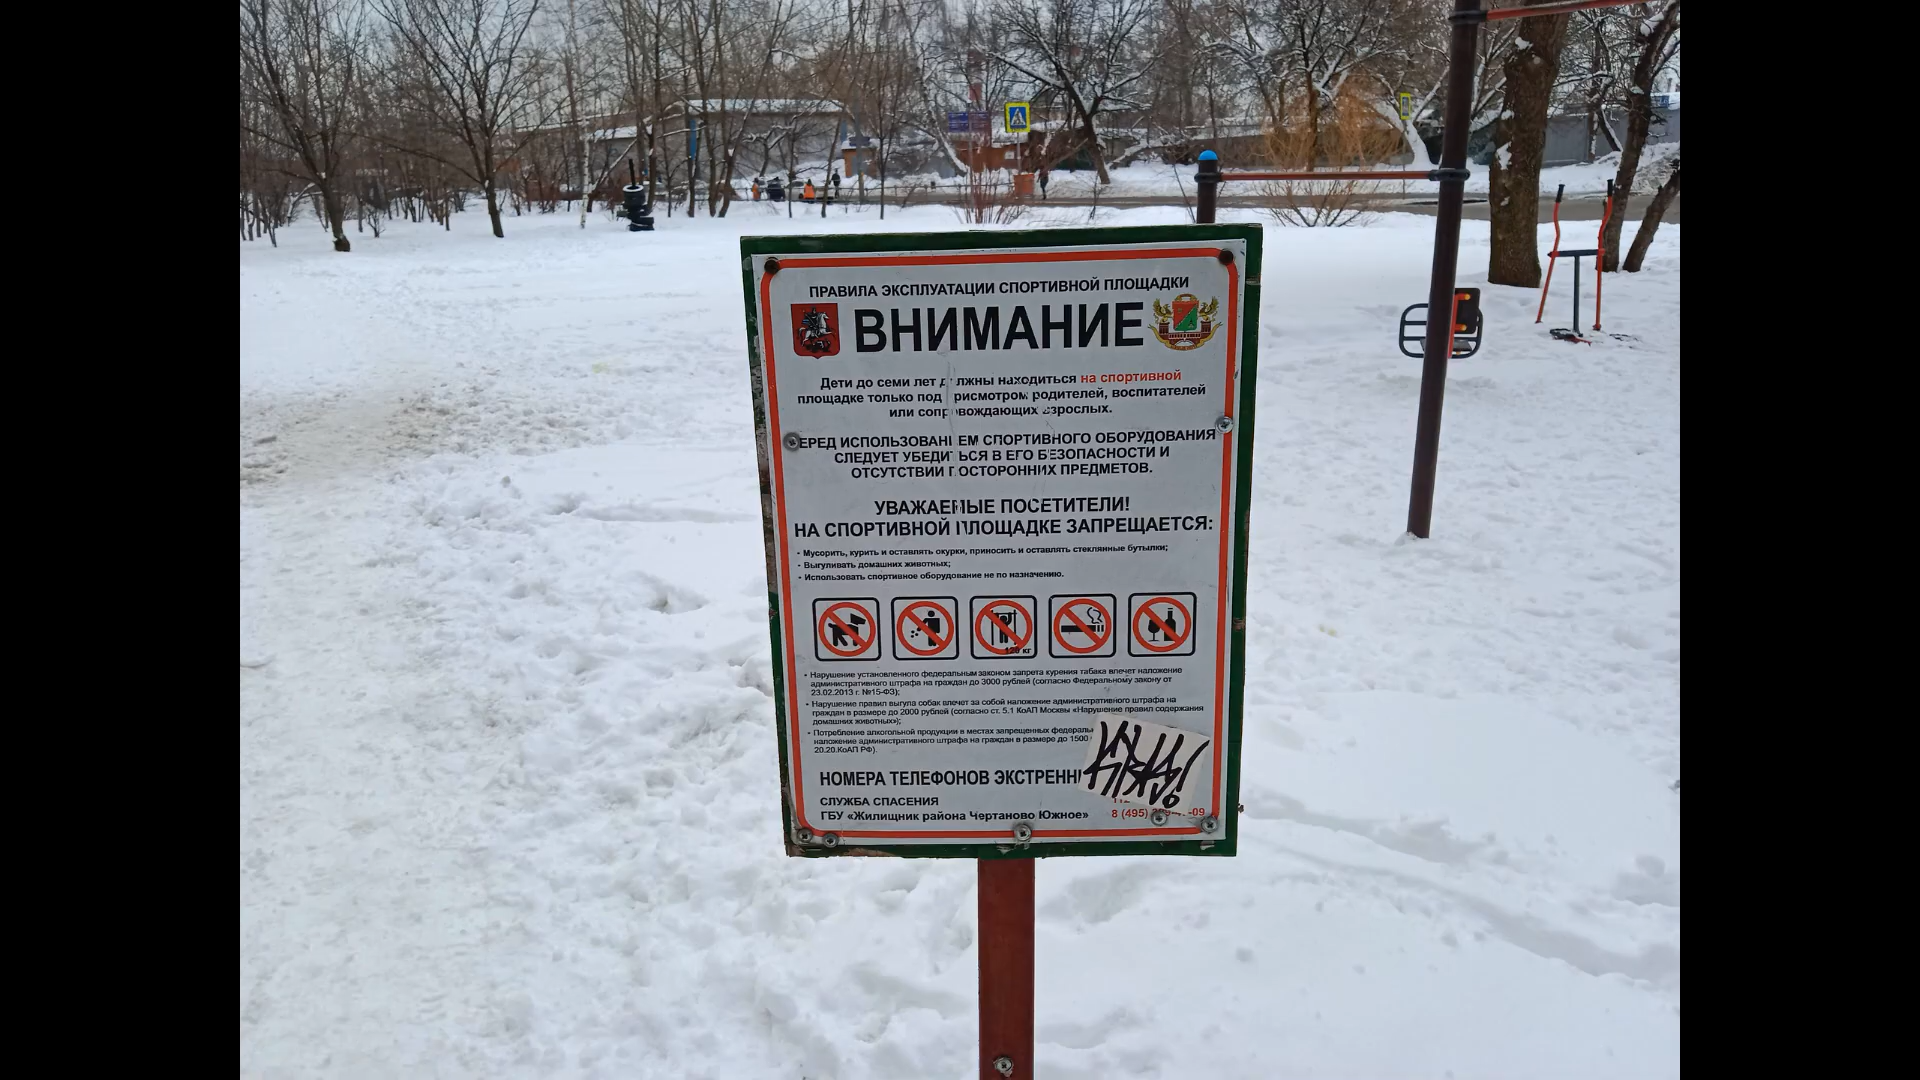 ПРАВИЛА ЭКСПЛУАТАЦИИ СПОРТИВНОЙ ПЛОЩАДКИ
ВНИМАНИЕ
Дети до семи лет д лжны находиться на спортивной
площадке только под рисмотром родителей, воспитателей
или сопровождающих взрослых.
ЕРЕД ИСПОЛЬЗОВАНИЕМ СПОРТИВНОГО ОБОРУДОВАНИЯ
СЛЕДУЕТ УБЕДИТЬСЯ В ЕГО БЕЗОПАСНОСТИ И
ОТСУТСТВИИ ПОСТОРОННИХ ПРЕДМЕТОВ.
УВАЖАЕМЫЕ ПОСЕТИТЕЛИ!
НА СПОРТИВНОЙ ПЛОЩАДКЕ ЗАПРЕЩАЕТСЯ:
- Мусорить, курить и оставлять окурки, приносить и оставлять стеклянные бутылки;
- Выгуливать домашних животных;
- Использовать спортивное оборудование не по назначению.
120 кг
• Нарушение установленного федеральным законом запрета курения табака влечет наложение
административного штрафа на граждан до 3000 рублей (согласно Федеральному закону от
23.02.2013 г. №15-ФЗ);
• Нарушение правил выгула собак влечет за собой наложение административного штрафа на
граждан в размере до 2000 рублей (согласно ст. 5.1 КоАП Москвы «Нарушение правил содержания
домашних животных»);
• Потребление алкогольной продукции в местах запрещенных федераль
наложение административного штрафа на граждан в размере до 1500
20.20.КоАП РФ).
НОМЕРА ТЕЛЕФОНОВ ЭКСТРЕНН
СЛУЖБА СПАСЕНИЯ 112
ГБУ «Жилищник района Чертаново Южное» 8 (495) -09